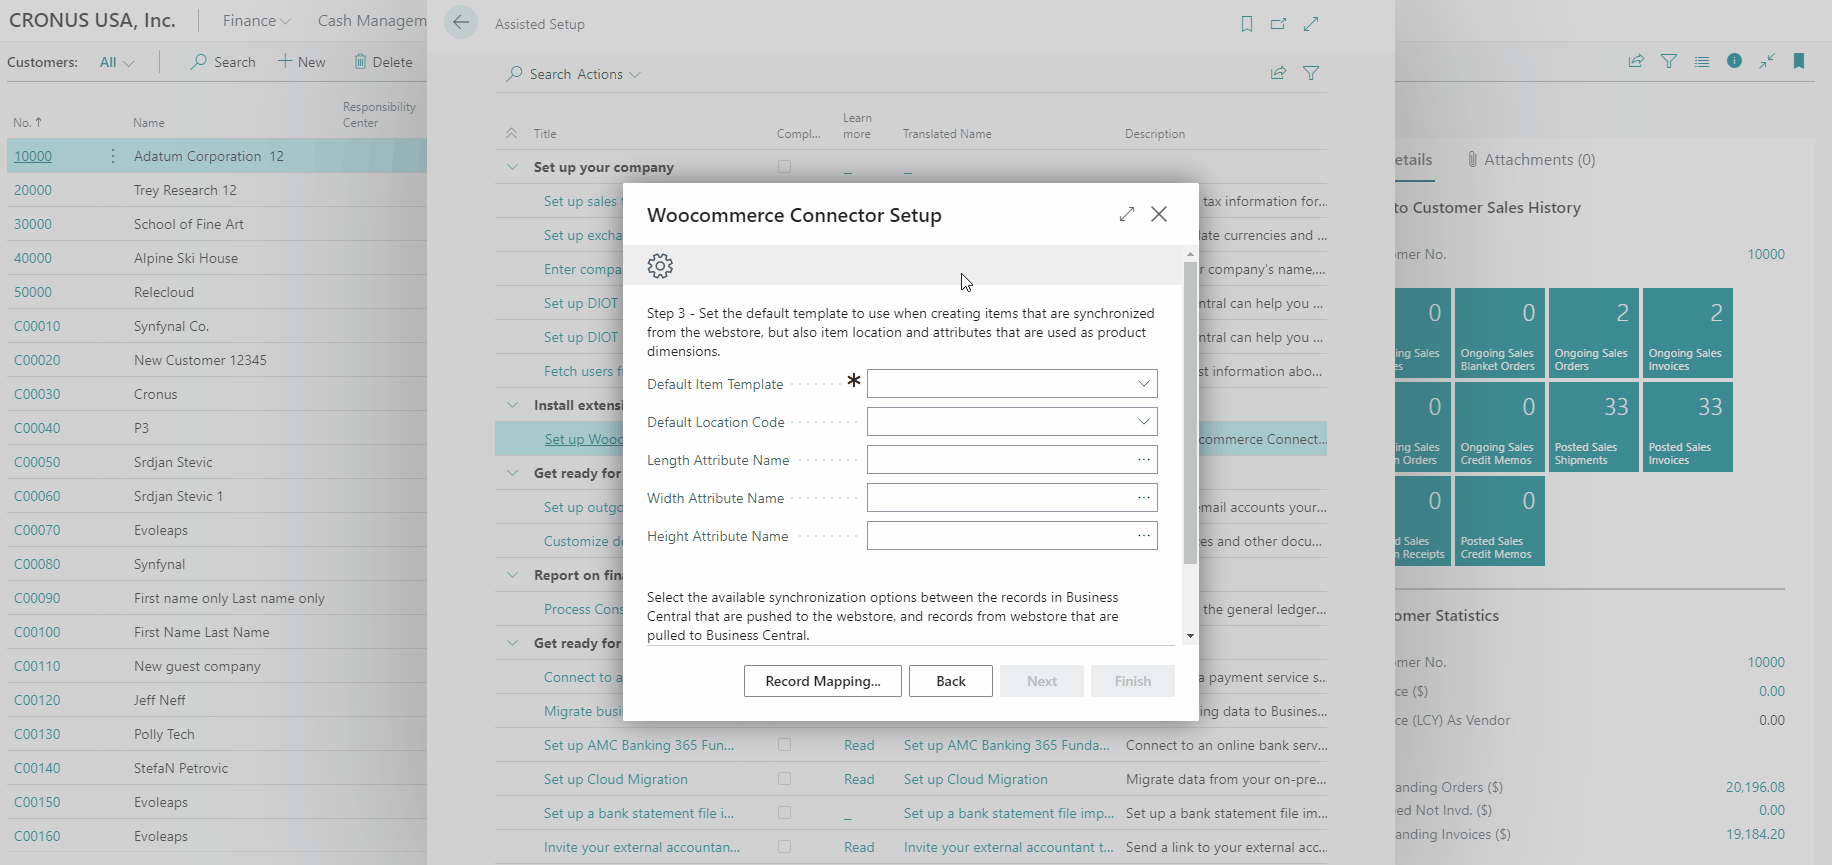 CRONUS USA, Inc.
Finance
Cash Managem
Customers:
All
Search
New
Delete
No. ↑
Name
Responsibility
Center
10000
Adatum Corporation 12
20000
Trey Research 12
30000
School of Fine Art
40000
Alpine Ski House
50000
Relecloud
C00010
Synfynal Co.
C00020
New Customer 12345
C00030
Cronus
C00040
P3
C00050
Srdjan Stevic
C00060
Srdjan Stevic 1
C00070
Evoleaps
C00080
Synfynal
C00090
First name only Last name only
C00100
First Name Last Name
C00110
New guest company
C00120
Jeff Neff
C00130
Polly Tech
C00140
StefaN Petrovic
C00150
Evoleaps
C00160
Evoleaps
Assisted Setup
Search
Actions
Title
Compl...
Learn
more
Translated Name
Description
Set up your company
_
_
Set up sales
tax information for...
Set up excha
ate currencies and ...
Enter compa
r company's name,...
Set up DIOT
ntral can help you ...
Set up DIOT
ntral can help you ...
Fetch users f
st information abo...
Install extensi
Set up Wooc
commerce Connect...
Get ready for
Set up outgo
email accounts your...
Customize de
es and other docu...
Report on fina
Process Cons
the general ledger...
Get ready for
Connect to a
a payment service s...
Migrate busi
ing data to Busines...
Set up AMC Banking 365 Fun...
Read
Set up AMC Banking 365 Funda...
Connect to an online bank serv...
Set up Cloud Migration
Read
Set up Cloud Migration
Migrate data from your on-pre...
Set up a bank statement file i...
_
Set up a bank statement file imp...
Set up a bank statement file im...
Invite your external accountan...
Read
Invite your external accountant t...
Send a link to your external acc...
Woocommerce Connector Setup
Step 3 - Set the default template to use when creating items that are synchronized
from the webstore, but also item location and attributes that are used as product
dimensions.
Default Item Template
*
Default Location Code
Length Attribute Name
...
Width Attribute Name
...
Height Attribute Name
...
Select the available synchronization options between the records in Business
Central that are pushed to the webstore, and records from webstore that are
pulled to Business Central.
Record Mapping...
Back
Next
Finish
etails
Attachments (0)
to Customer Sales History
mer No.
10000
0
ing Sales
es
0
Ongoing Sales
Blanket Orders
2
Ongoing Sales
Orders
2
Ongoing Sales
Invoices
0
ing Sales
n Orders
0
Ongoing Sales
Credit Memos
33
Posted Sales
Shipments
33
Posted Sales
Invoices
0
d Sales
n Receipts
0
Posted Sales
Credit Memos
omer Statistics
mer No.
10000
ce ($)
0.00
ce (LCY) As Vendor
0.00
anding Orders ($)
20,196.08
ed Not Invd. ($)
0.00
anding Invoices ($)
19,184.20